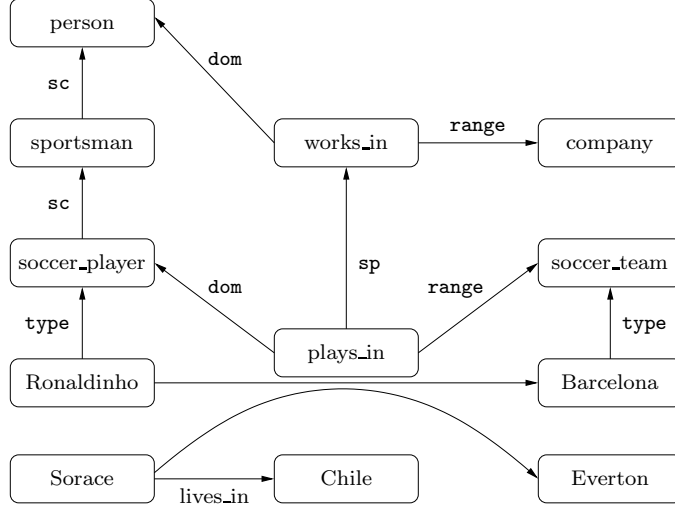 person
dom
sc
sportsman
works_in
range
company
sc
sp
soccer_player
soccer_team
dom
range
type
type
plays_in
Ronaldinho
Barcelona
Sorace
Chile
Everton
lives_in